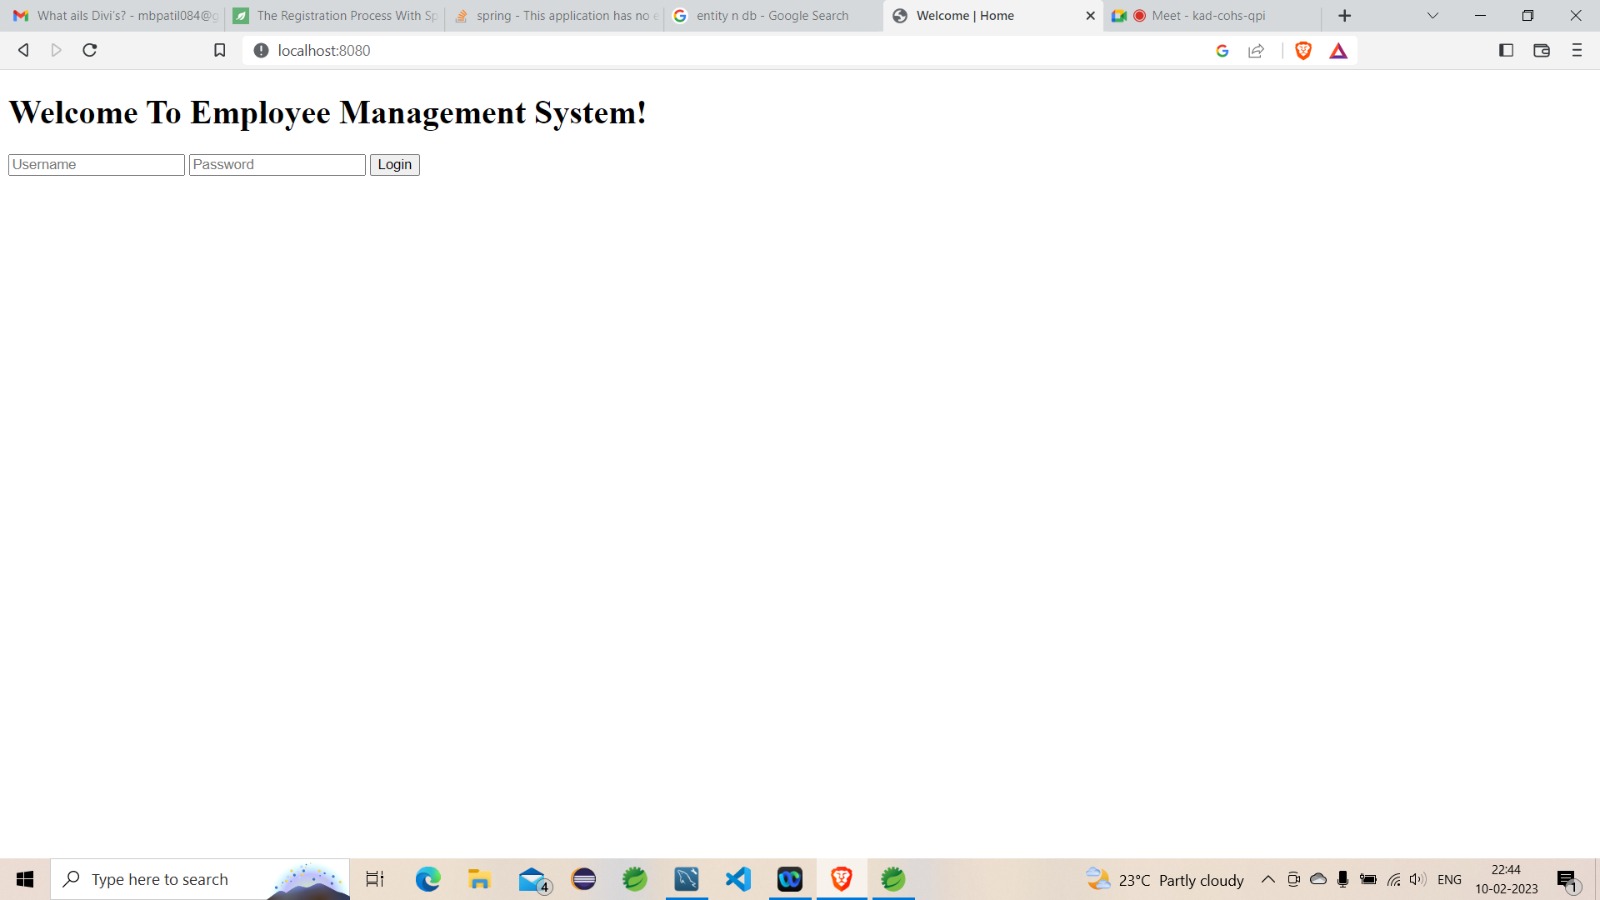 What ails Divi's? - mbpatil084@g
The Registration Process With Sp
spring - This application has no e
entity n db - Google Search
Welcome | Home
Meet - kad-cohs-qpi
localhost:8080
Welcome To Employee Management System!
Username Password Login
Type here to search
4
23°C Partly cloudy
ENG
22:44
10-02-2023
1